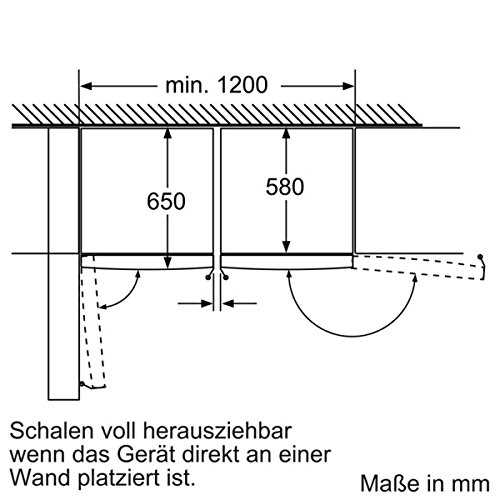 min. 1200
650
580
Schalen voll herausziehbar
wenn das Gerät direkt an einer
Wand platziert ist.
Maße in mm